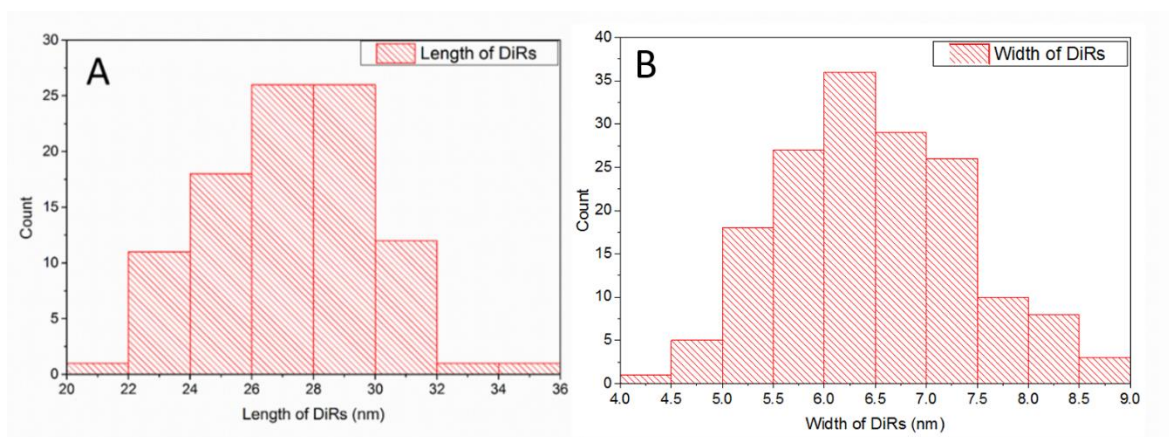 A
Length of DiRs
30
25
20
15
10
5
0
Count
20 22 24 26 28 30 32 34 36
Length of DiRs (nm)
B
Width of DiRs
40
35
30
25
20
15
10
5
0
Count
4.0 4.5 5.0 5.5 6.0 6.5 7.0 7.5 8.0 8.5 9.0
Width of DiRs (nm)